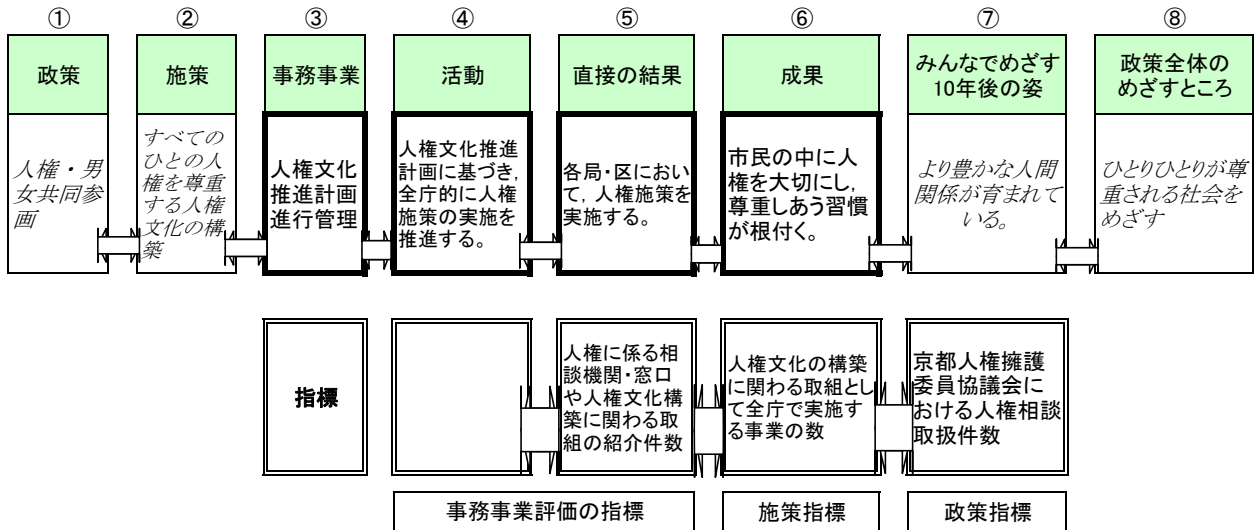 ① ② ③ ④ ⑤ ⑥ ⑦ ⑧
政策
施策
事務事業
活動
直接の結果
成果
みんなでめざす
10年後の姿
政策全体の
めざすところ
人権・男
女共同参
画
すべての
ひとの人
権を尊重
する人権
文化の構
築
人権文化
推進計画
進行管理
人権文化推進
計画に基づき,
全庁的に人権
施策の実施を
推進する。
各局・区におい
て,人権施策を
実施する。
市民の中に人
権を大切にし,
尊重しあう習慣
が根付く。
より豊かな人間
関係が育まれて
いる。
ひとりひとりが
尊重される社会を
めざす
指標
人権に係る相
談機関・窓口
や人権文化構
築に関わる取
組の紹介件数
人権文化の構築
に関わる取組とし
て全庁で実施す
る事業の数
京都人権擁護
委員協議会に
おける人権相談
取扱件数
事務事業評価の指標
施策指標
政策指標